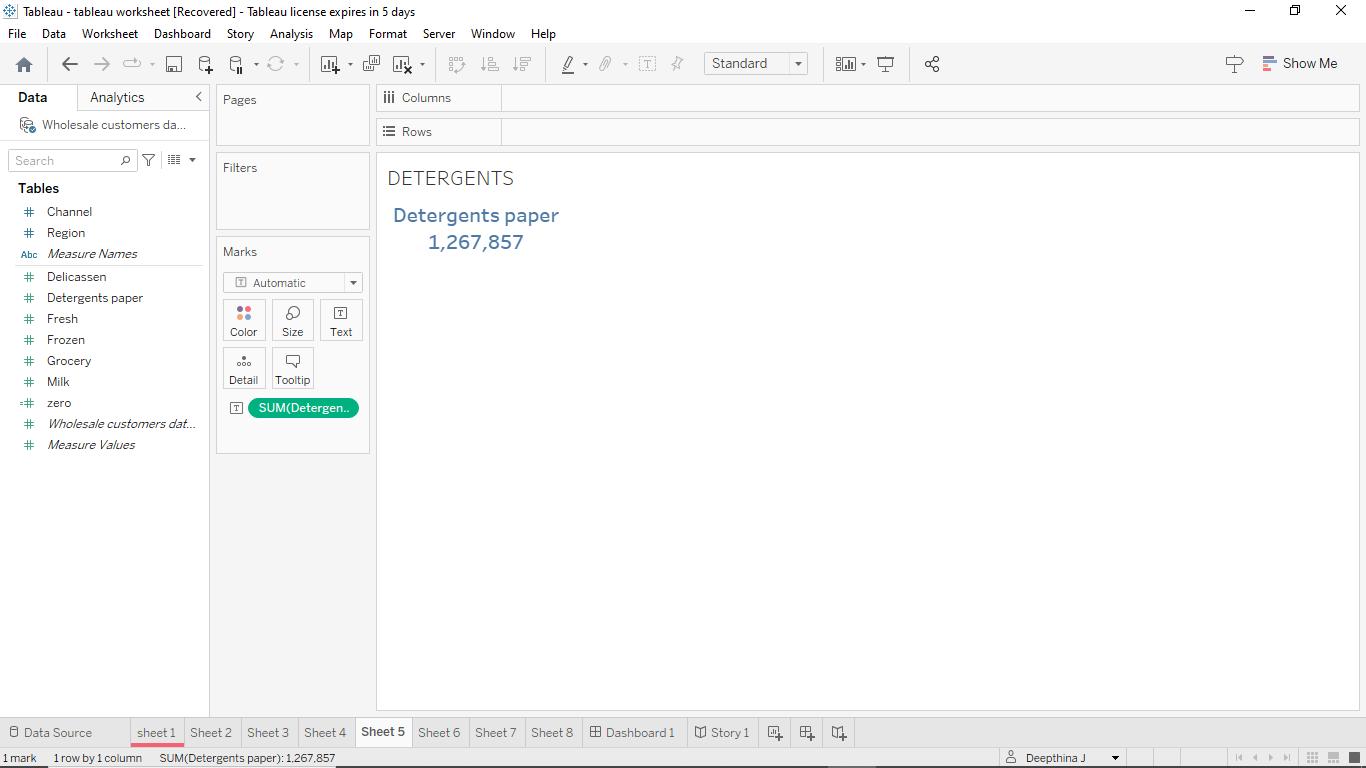 Tableau - tableau worksheet [Recovered] - Tableau license expires in 5 days
File Data Worksheet Dashboard Story Analysis Map Format Server Window Help
Standard
Show Me
Data Analytics
Wholesale customers da...
Search
Tables
Channel
Region
Abc Measure Names
Delicassen
Detergents paper
Fresh
Frozen
Grocery
Milk
zero
Wholesale customers dat...
Measure Values
Pages
Filters
Marks
Automatic
Color Size Text
Detail Tooltip
SUM(Detergen..
Columns
Rows
DETERGENTS
Detergents paper
1,267,857
Data Source sheet 1 Sheet 2 Sheet 3 Sheet 4 Sheet 5 Sheet 6 Sheet 7 Sheet 8 Dashboard 1 Story 1
1 mark 1 row by 1 column SUM(Detergents paper): 1,267,857 Deepthina J